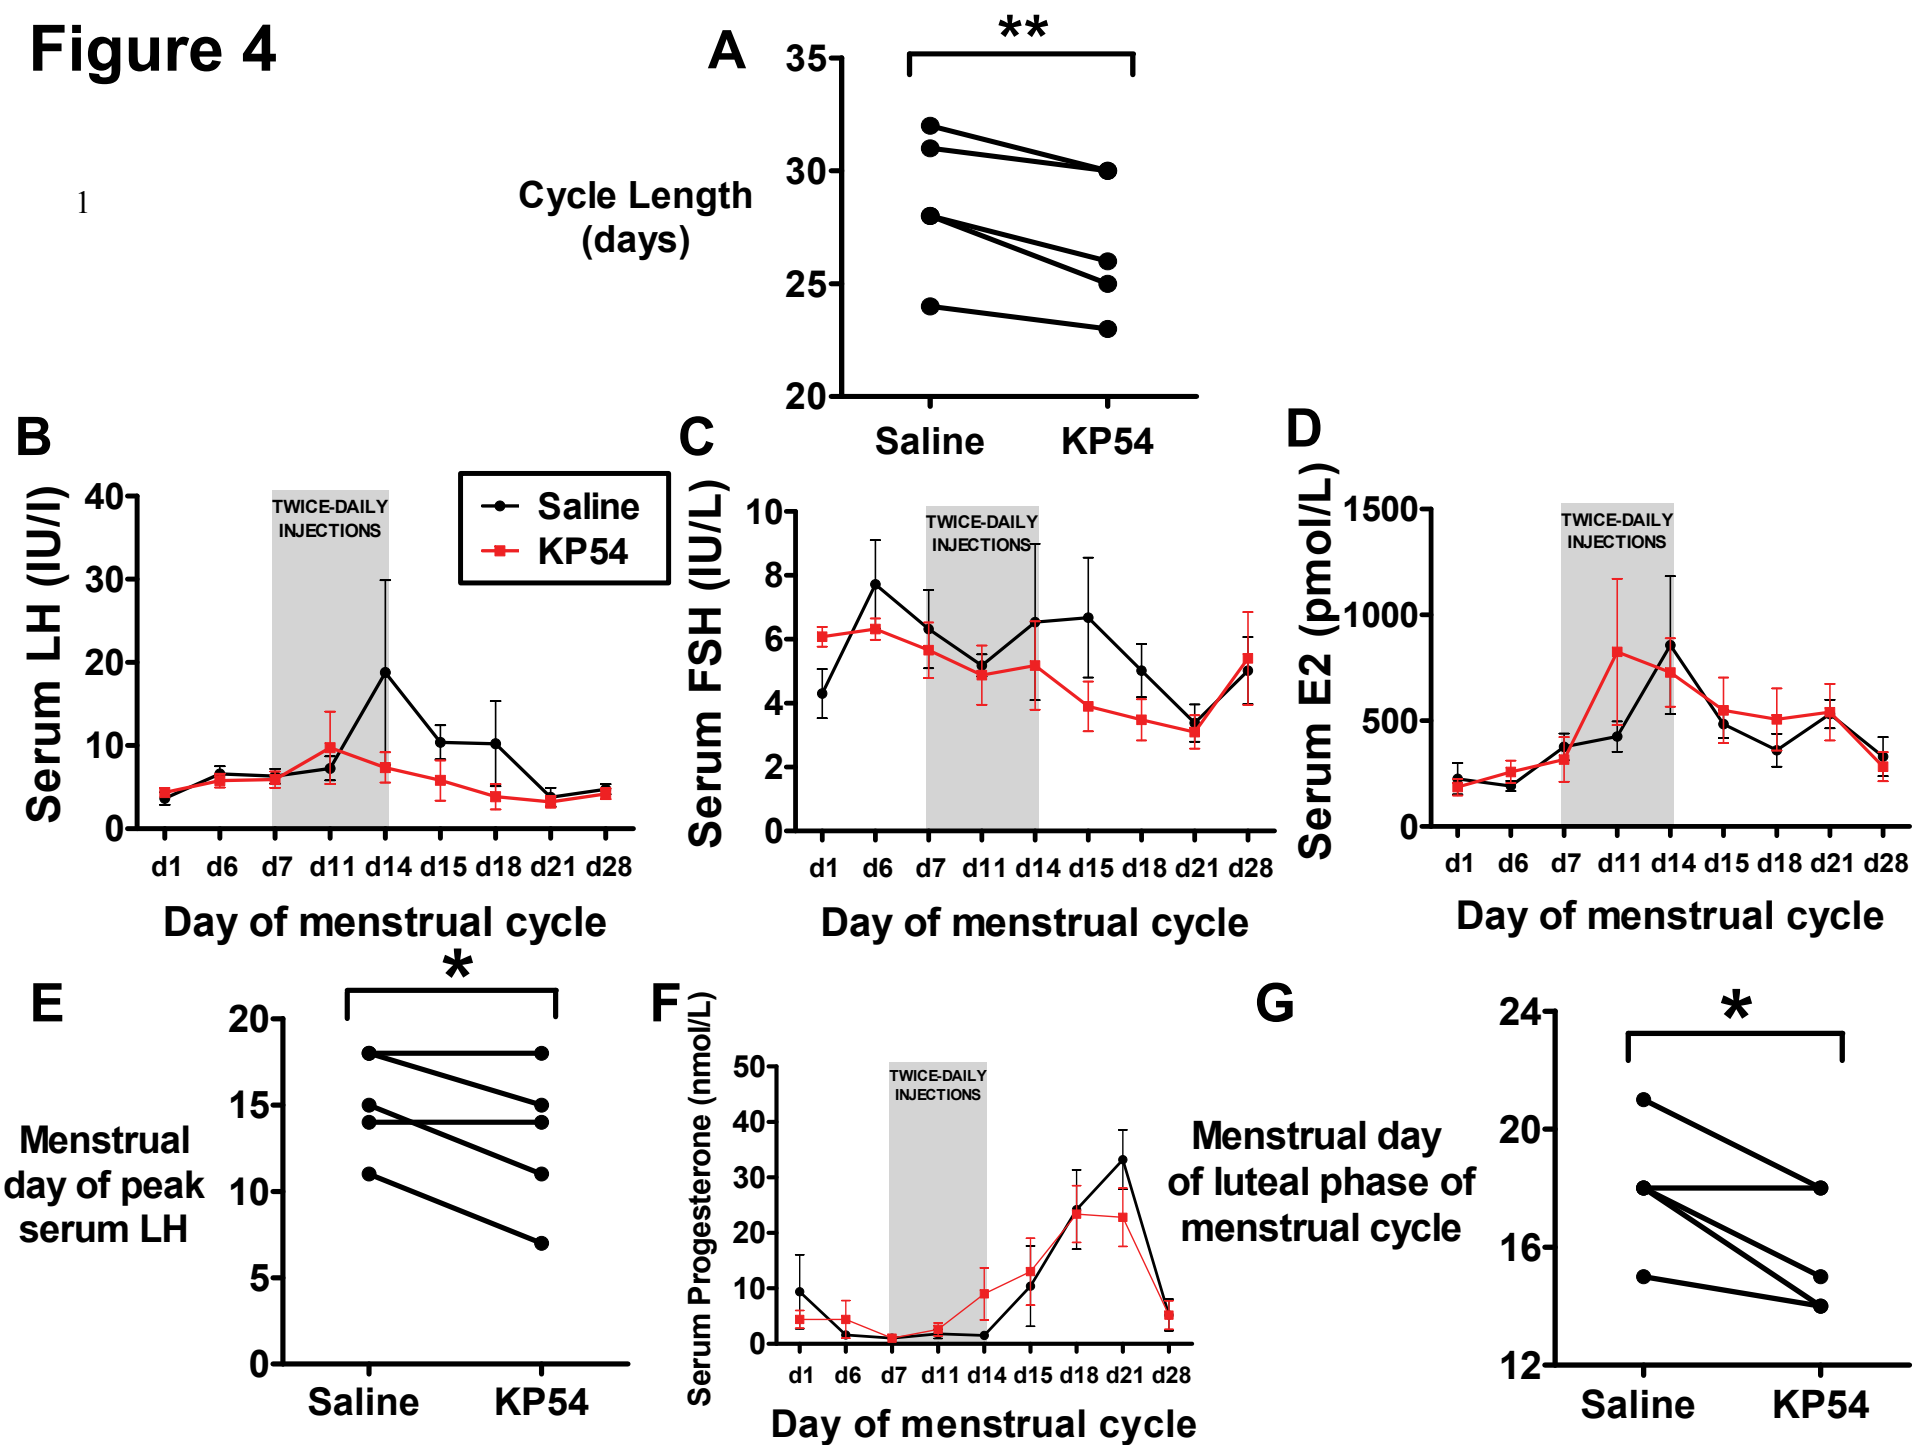 Figure 4
1
A
**
35
30
25
20
Cycle Length
(days)
Saline KP54
B
Serum LH (IU/l)
40
30
20
10
0
TWICE-DAILY
INJECTIONS
Saline
KP54
d1 d6 d7 d11 d14 d15 d18 d21 d28
Day of menstrual cycle
C
Serum FSH (IU/L)
10
8
6
4
2
0
TWICE-DAILY
INJECTIONS
d1 d6 d7 d11 d14 d15 d18 d21 d28
Day of menstrual cycle
D
Serum E2 (pmol/L)
1500
1000
500
0
TWICE-DAILY
INJECTIONS
d1 d6 d7 d11 d14 d15 d18 d21 d28
Day of menstrual cycle
E
*
Menstrual
day of peak
serum LH
20
15
10
5
0
Saline KP54
F
Serum Progesterone (nmol/L)
50
40
30
20
10
0
TWICE-DAILY
INJECTIONS
d1 d6 d7 d11 d14 d15 d18 d21 d28
Day of menstrual cycle
G
*
Menstrual day
of luteal phase of
menstrual cycle
24
20
16
12
Saline KP54